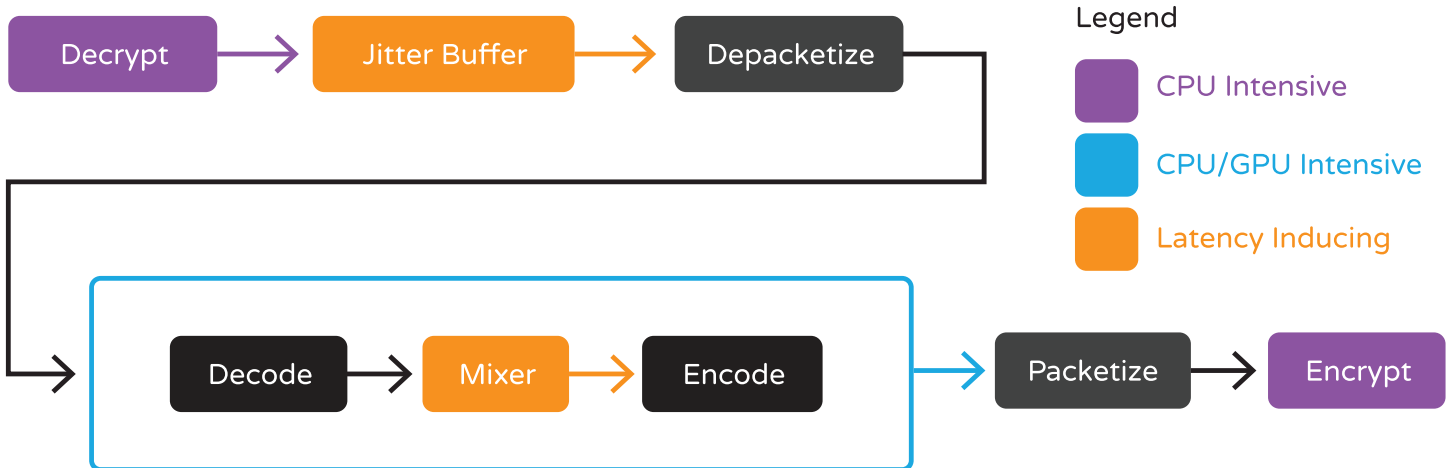 Decrypt
Jitter Buffer
Depacketize
Legend
CPU Intensive
CPU/GPU Intensive
Latency Inducing
Decode
Mixer
Encode
Packetize
Encrypt